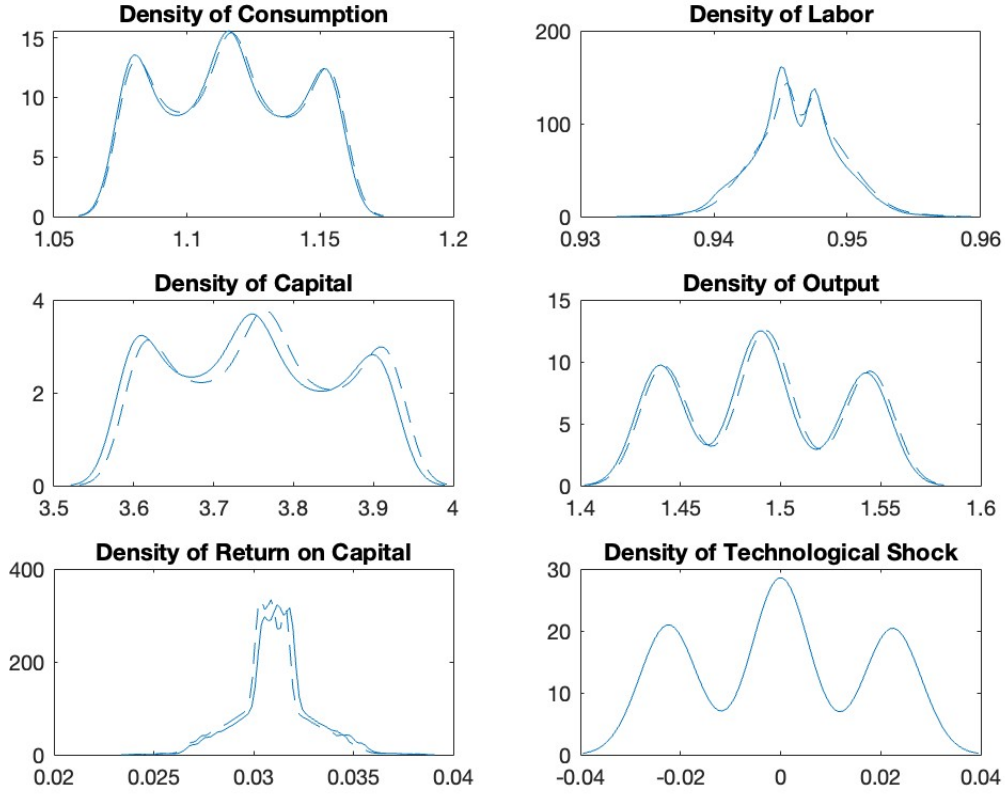 Density of Consumption
15
10
5
0
1.05 1.1 1.15 1.2
Density of Labor
200
100
0
0.93 0.94 0.95 0.96
Density of Capital
4
2
0
3.5 3.6 3.7 3.8 3.9 4
Density of Output
15
10
5
0
1.4 1.45 1.5 1.55 1.6
Density of Return on Capital
400
200
0
0.02 0.025 0.03 0.035 0.04
Density of Technological Shock
30
20
10
0
-0.04 -0.02 0 0.02 0.04